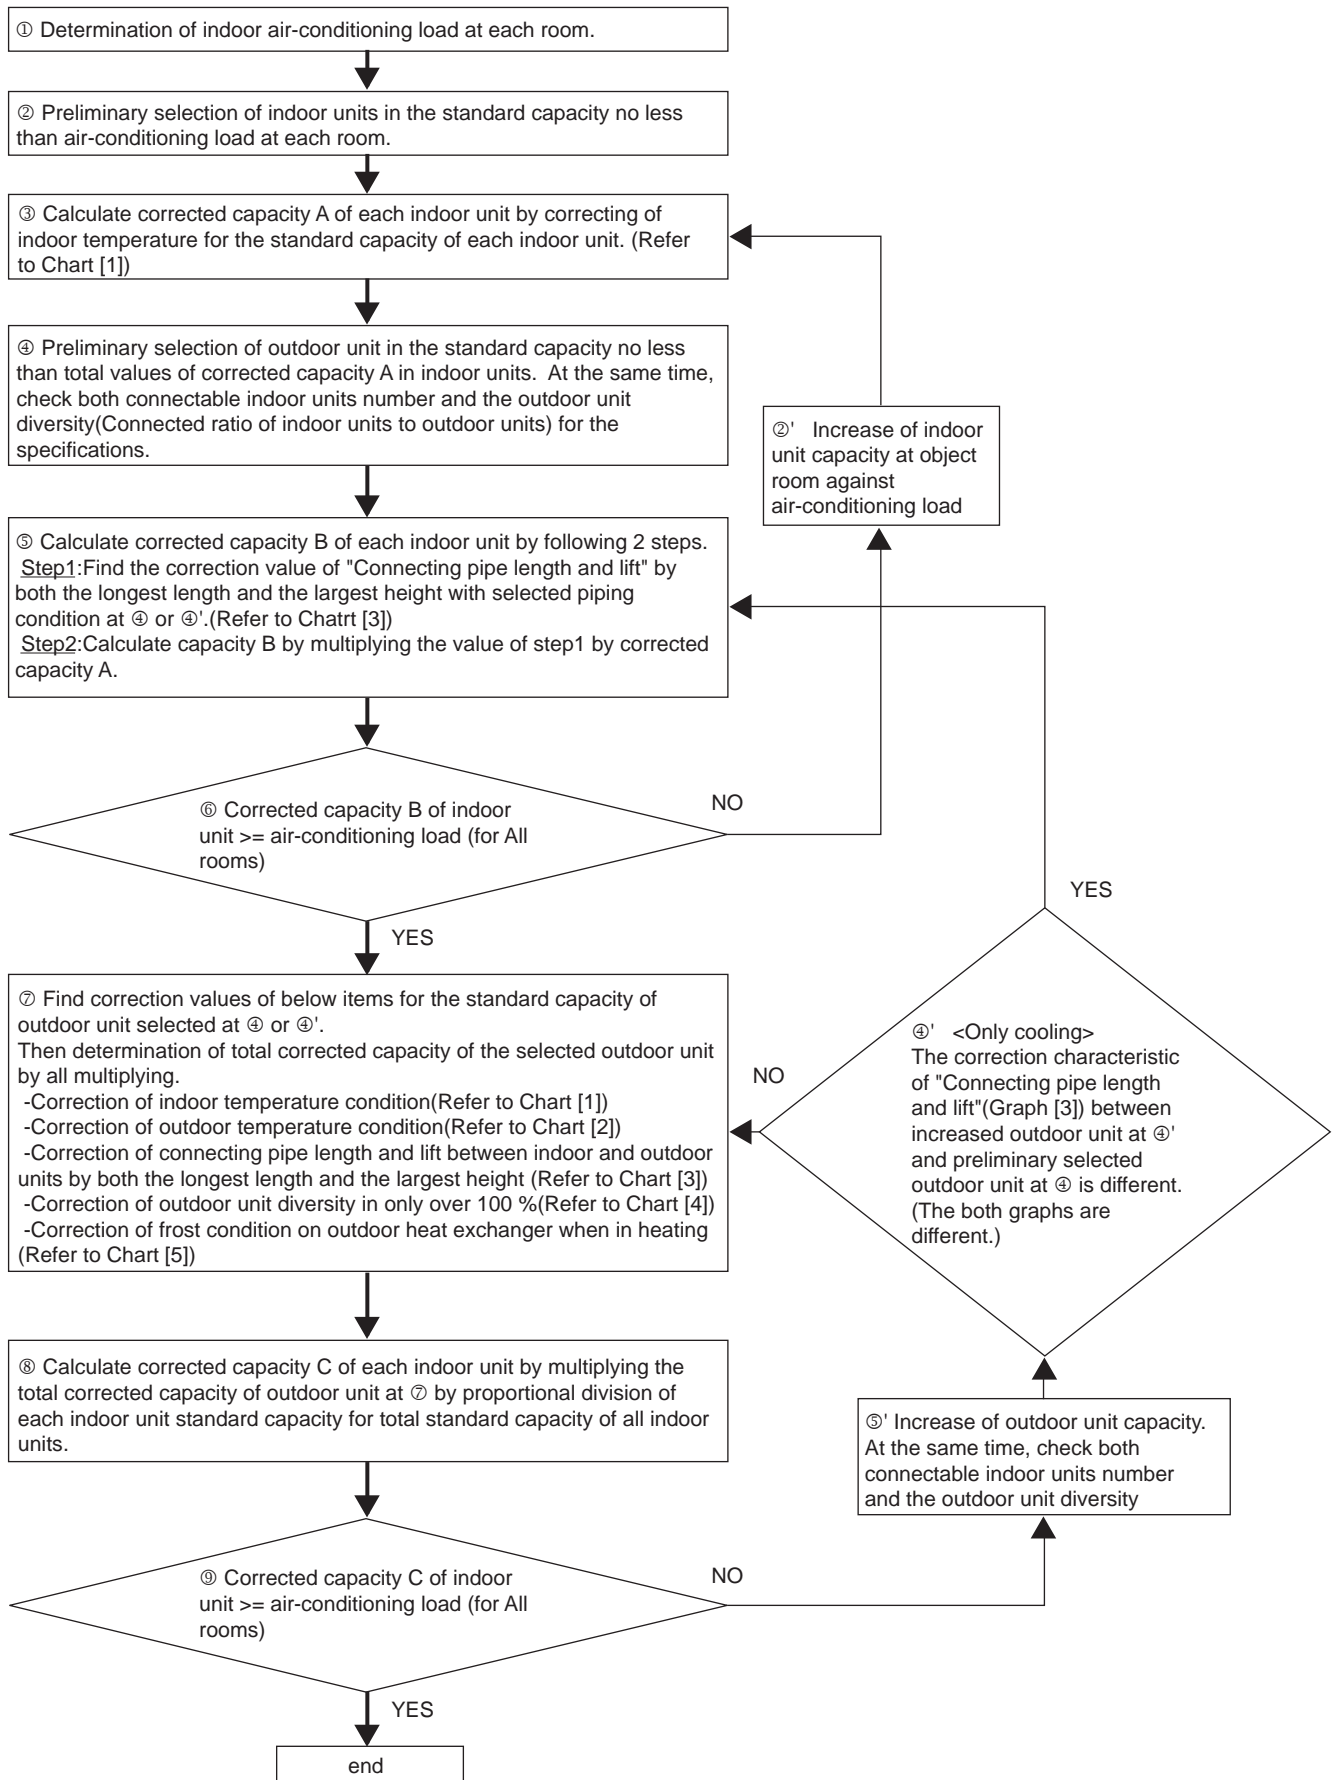 ① Determination of indoor air-conditioning load at each room.
② Preliminary selection of indoor units in the standard capacity no less
than air-conditioning load at each room.
③ Calculate corrected capacity A of each indoor unit by correcting of
indoor temperature for the standard capacity of each indoor unit. (Refer
to Chart [1])
④ Preliminary selection of outdoor unit in the standard capacity no less
than total values of corrected capacity A in indoor units.  At the same time,
check both connectable indoor units number and the outdoor unit
diversity(Connected ratio of indoor units to outdoor units) for the
specifications.
②'   Increase of indoor
unit capacity at object
room against
air-conditioning load
⑤ Calculate corrected capacity B of each indoor unit by following 2 steps.
Step1:Find the correction value of "Connecting pipe length and lift" by
both the longest length and the largest height with selected piping
condition at ④ or ④'.(Refer to Chatrt [3])
Step2:Calculate capacity B by multiplying the value of step1 by corrected
capacity A.
⑥ Corrected capacity B of indoor
unit >= air-conditioning load (for All
rooms)
NO
YES
YES
⑦ Find correction values of below items for the standard capacity of
outdoor unit selected at ④ or ④'.
Then determination of total corrected capacity of the selected outdoor unit
by all multiplying.
-Correction of indoor temperature condition(Refer to Chart [1])
-Correction of outdoor temperature condition(Refer to Chart [2])
-Correction of connecting pipe length and lift between indoor and outdoor
units by both the longest length and the largest height (Refer to Chart [3])
-Correction of outdoor unit diversity in only over 100 %(Refer to Chart [4])
-Correction of frost condition on outdoor heat exchanger when in heating
(Refer to Chart [5])
NO
④'   <Only cooling>
The correction characteristic
of "Connecting pipe length
and lift"(Graph [3]) between
increased outdoor unit at ④'
and preliminary selected
outdoor unit at ④ is different.
(The both graphs are
different.)
⑧ Calculate corrected capacity C of each indoor unit by multiplying the
total corrected capacity of outdoor unit at ⑦ by proportional division of
each indoor unit standard capacity for total standard capacity of all indoor
units.
⑤' Increase of outdoor unit capacity.
At the same time, check both
connectable indoor units number
and the outdoor unit diversity
⑨ Corrected capacity C of indoor
unit >= air-conditioning load (for All
rooms)
NO
YES
end